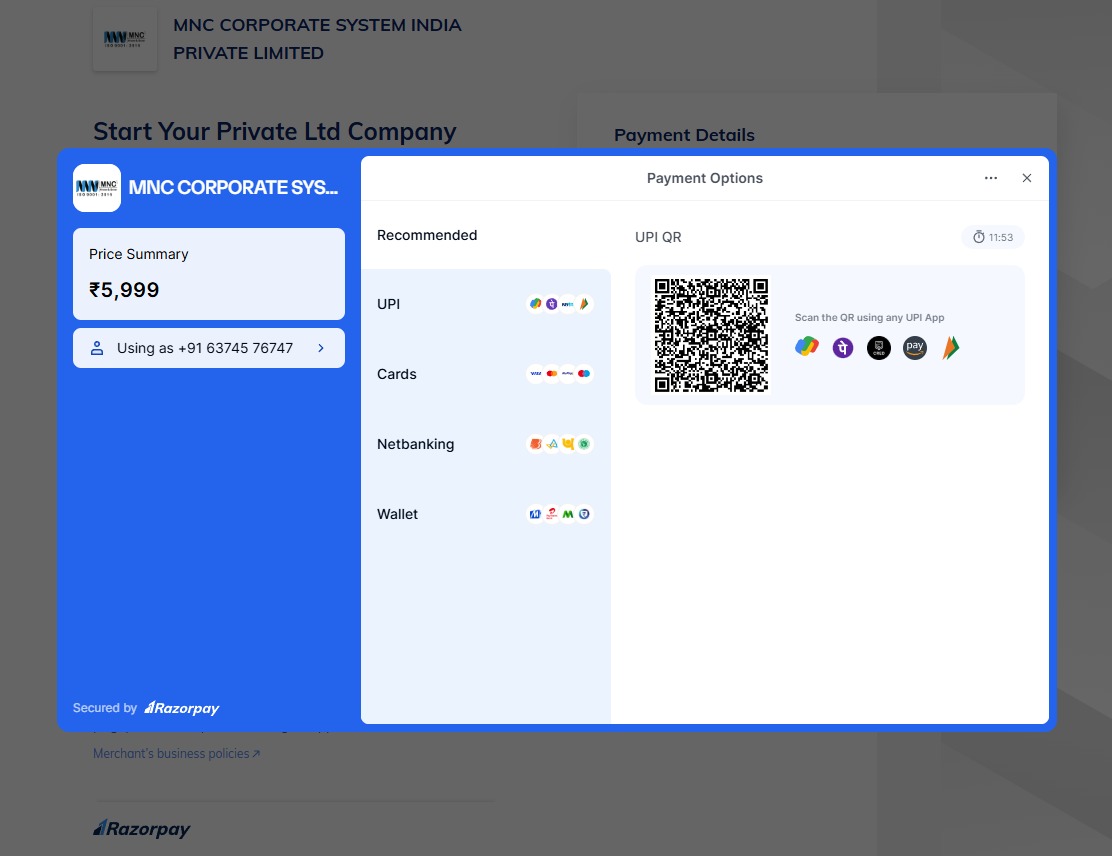 MNC CORPORATE SYSTEM INDIA
PRIVATE LIMITED
Start Your Private Ltd Company
Payment Details
MNC
MNC CORPORATE SYS...
Price Summary
₹5,999
Using as +91 63745 76747
Secured by Razorpay
Payment Options
Recommended
UPI
Cards
Netbanking
Wallet
UPI QR
11:53
Scan the QR using any UPI App
pay
Merchant's business policies
Razorpay